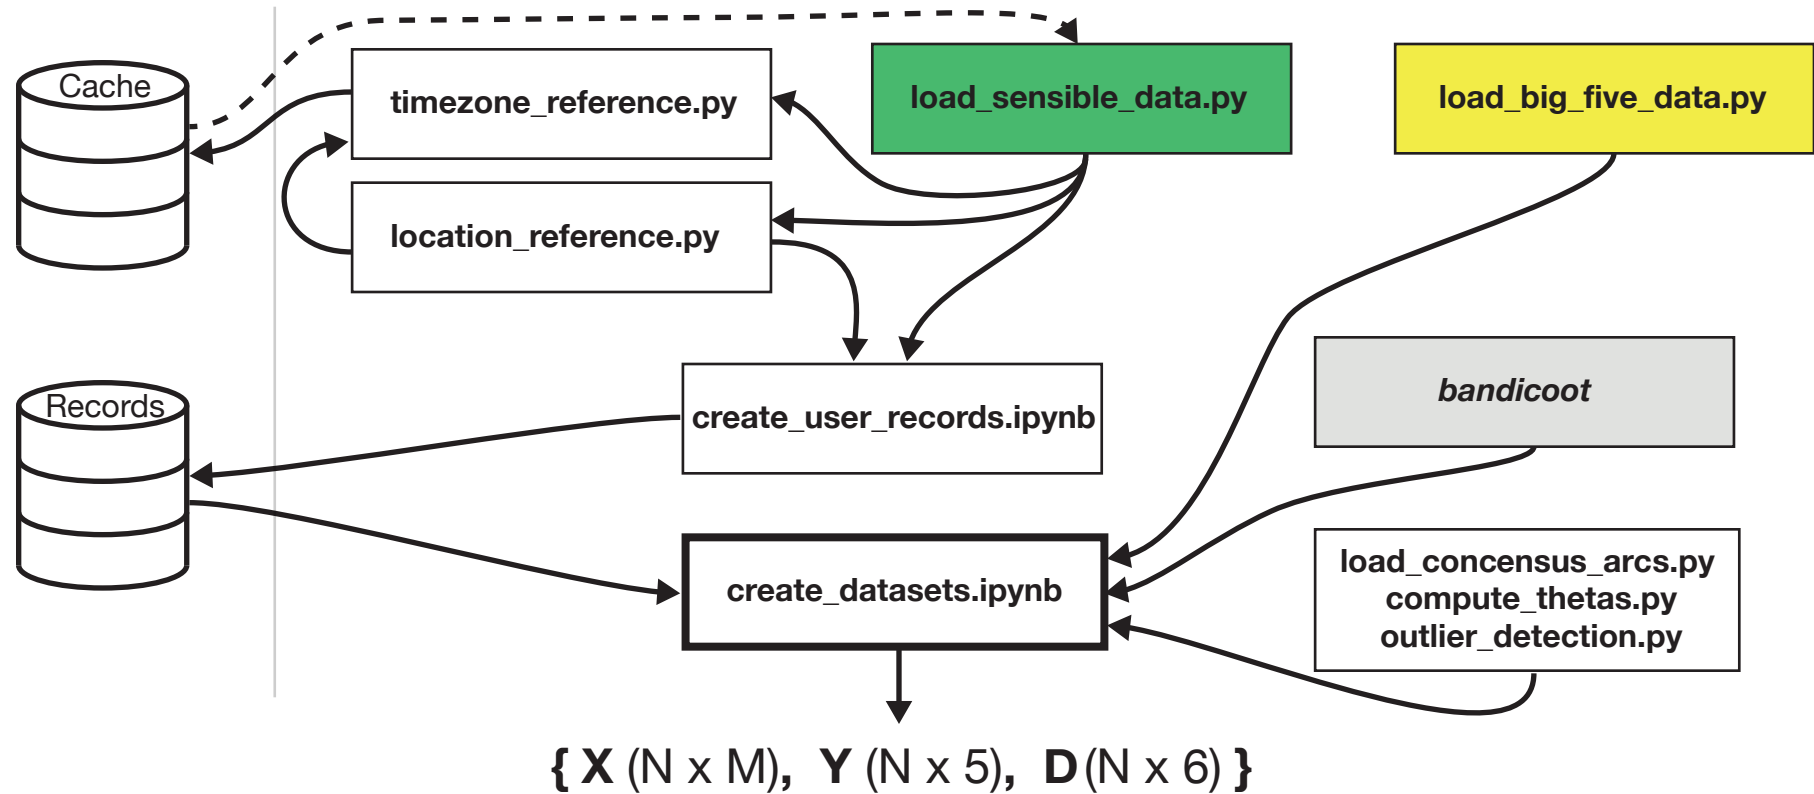 Cache
timezone_reference.py
load_sensible_data.py
load_big_five_data.py
location_reference.py
Records
create_user_records.ipynb
bandicoot
create_datasets.ipynb
load_concensus_arcs.py
compute_thetas.py
outlier_detection.py
{ X (N x M), Y (N x 5), D (N x 6) }